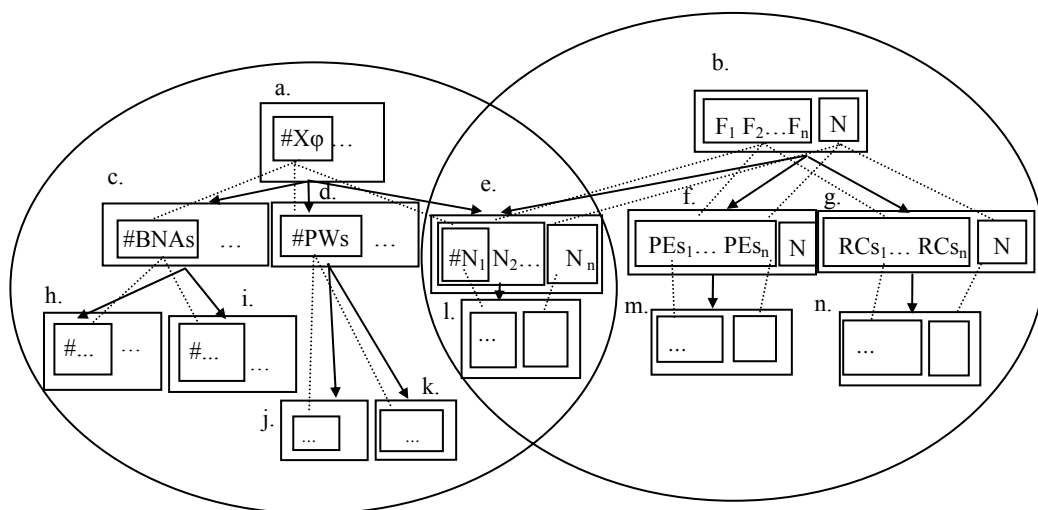 b.
a.
F₁ F₂…Fₙ N
#Xφ …
c. d. e. f. g.
#BNAs … #PWs … #N₁ N₂… Nₙ PEs₁… PEsₙ N RCs₁… RCsₙ N
h. i. l. m. n.
#... … #... … ... ... ...
j. k.
... ...